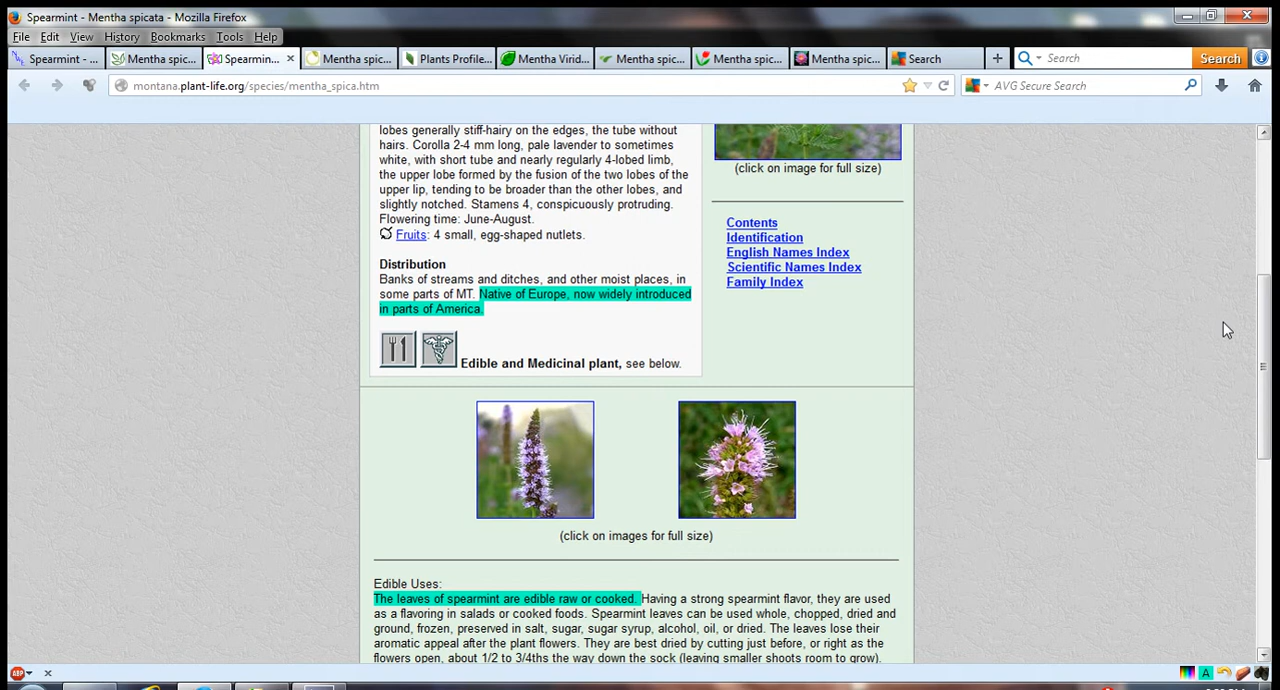 Spearmint - Mentha spicata - Mozilla Firefox
File Edit View History Bookmarks Tools Help
Spearmint - ... Mentha spic... Spearmin... × Mentha spic... Plants Profile... Mentha Virid... Mentha spic... Mentha spic... Mentha spic... Search + Search Search
montana.plant-life.org/species/mentha_spica.htm AVG Secure Search
lobes generally stiff-hairy on the edges, the tube without
hairs. Corolla 2-4 mm long, pale lavender to sometimes
white, with short tube and nearly regularly 4-lobed limb,
the upper lobe formed by the fusion of the two lobes of the
upper lip, tending to be broader than the other lobes, and
slightly notched. Stamens 4, conspicuously protruding.
Flowering time: June-August.
Fruits: 4 small, egg-shaped nutlets.
Distribution
Banks of streams and ditches, and other moist places, in
some parts of MT. Native of Europe, now widely introduced
in parts of America.
Edible and Medicinal plant, see below.
(click on image for full size)
Contents
Identification
English Names Index
Scientific Names Index
Family Index
(click on images for full size)
Edible Uses:
The leaves of spearmint are edible raw or cooked. Having a strong spearmint flavor, they are used
as a flavoring in salads or cooked foods. Spearmint leaves can be used whole, chopped, dried and
ground, frozen, preserved in salt, sugar, sugar syrup, alcohol, oil, or dried. The leaves lose their
aromatic appeal after the plant flowers. They are best dried by cutting just before, or right as the
flowers open, about 1/2 to 3/4ths the way down the sock (leaving smaller shoots room to grow).
ABP
A